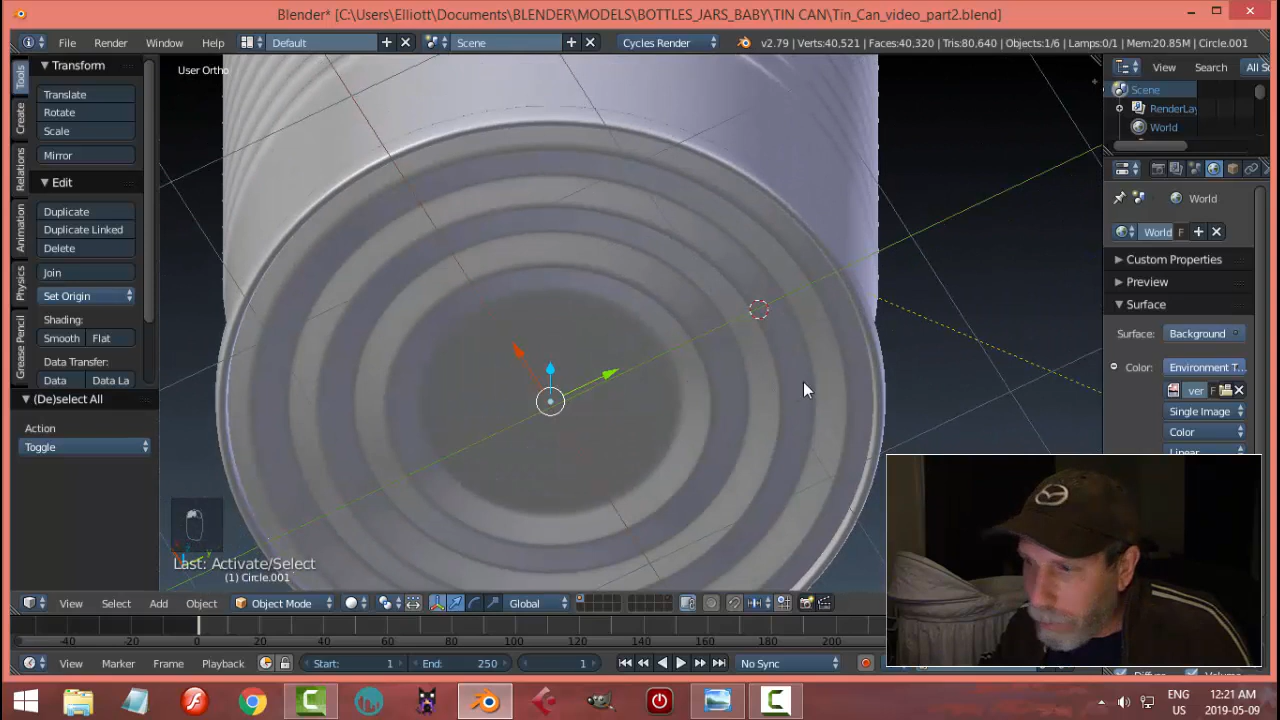 Blender* [C:\Users\Elliott\Documents\BLENDER\MODELS\BOTTLES_JARS_BABY\TIN CAN\Tin_Can_video_part2.blend]
File Render Window Help Default Scene Cycles Render v2.79 | Verts:40,521 | Faces:40,320 | Tris:80,640 | Objects:1/6 | Lamps:0/1 | Mem:20.85M | Circle.001
Tools
Create
Relations
Animation
Physics
Grease Pencil
Transform
Translate
Rotate
Scale
Mirror
Edit
Duplicate
Duplicate Linked
Delete
Join
Set Origin
Shading:
Smooth Flat
Data Transfer:
Data Data La
(De)select All
Action
Toggle
User Ortho
Last: Activate/Select
(1) Circle.001
View Search All S
Scene
RenderLay
World
World
World F
Custom Properties
Preview
Surface
Surface: Background
Color: Environment T...
ver F
Single Image
Color
Linear
View Select Add Object Object Mode Global
-40 -20 0 20 40 60 80 100 120 140 160 180 200
View Marker Frame Playback Start: 1 End: 250 1 No Sync
ENG
US
12:21 AM
2019-05-09